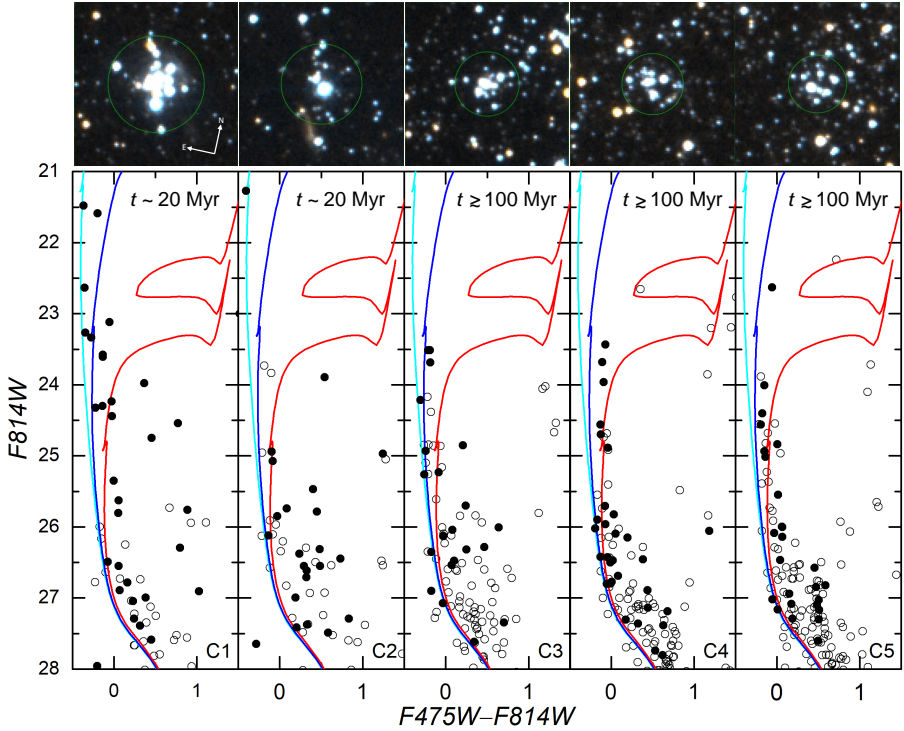 N
E
21
22
23
24
25
26
27
28
F814W
t ~ 20 Myr
t ~ 20 Myr
t ≳ 100 Myr
t ≳ 100 Myr
t ≳ 100 Myr
C1
C2
C3
C4
C5
0 1 0 1 0 1 0 1 0 1
F475W–F814W